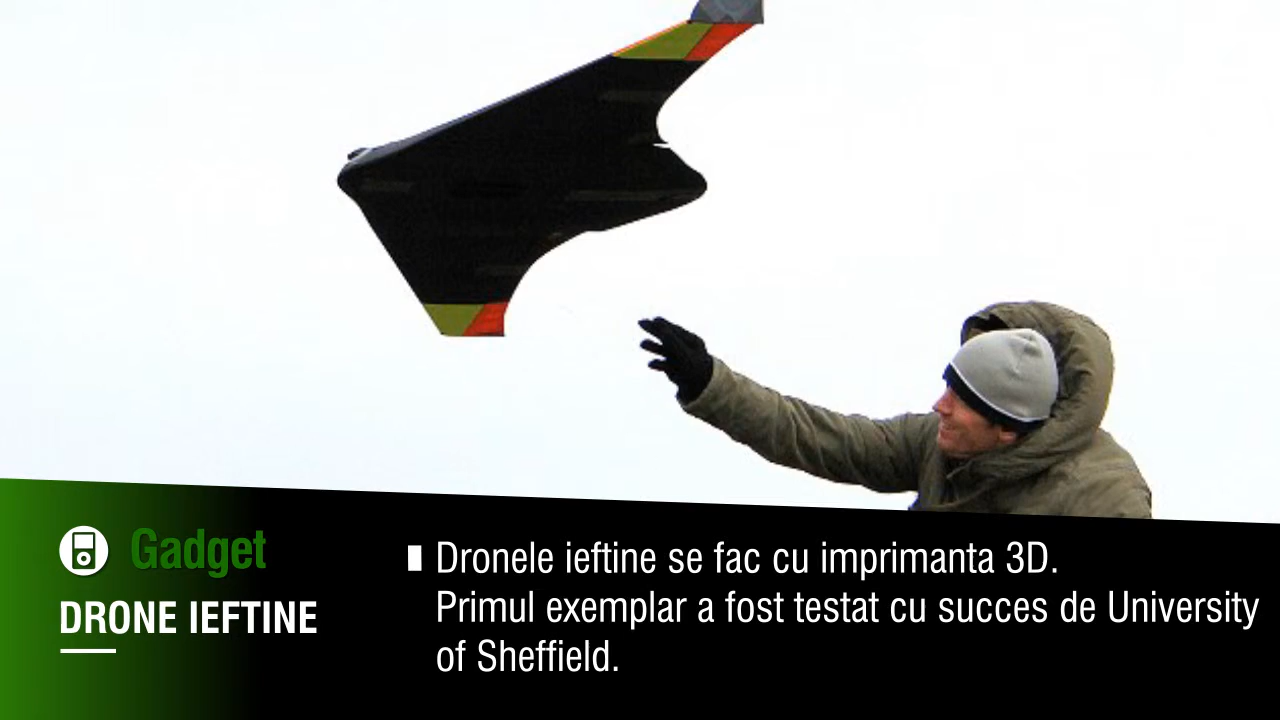 Gadget
DRONE IEFTINE
Dronele ieftine se fac cu imprimanta 3D.
Primul exemplar a fost testat cu succes de University
of Sheffield.